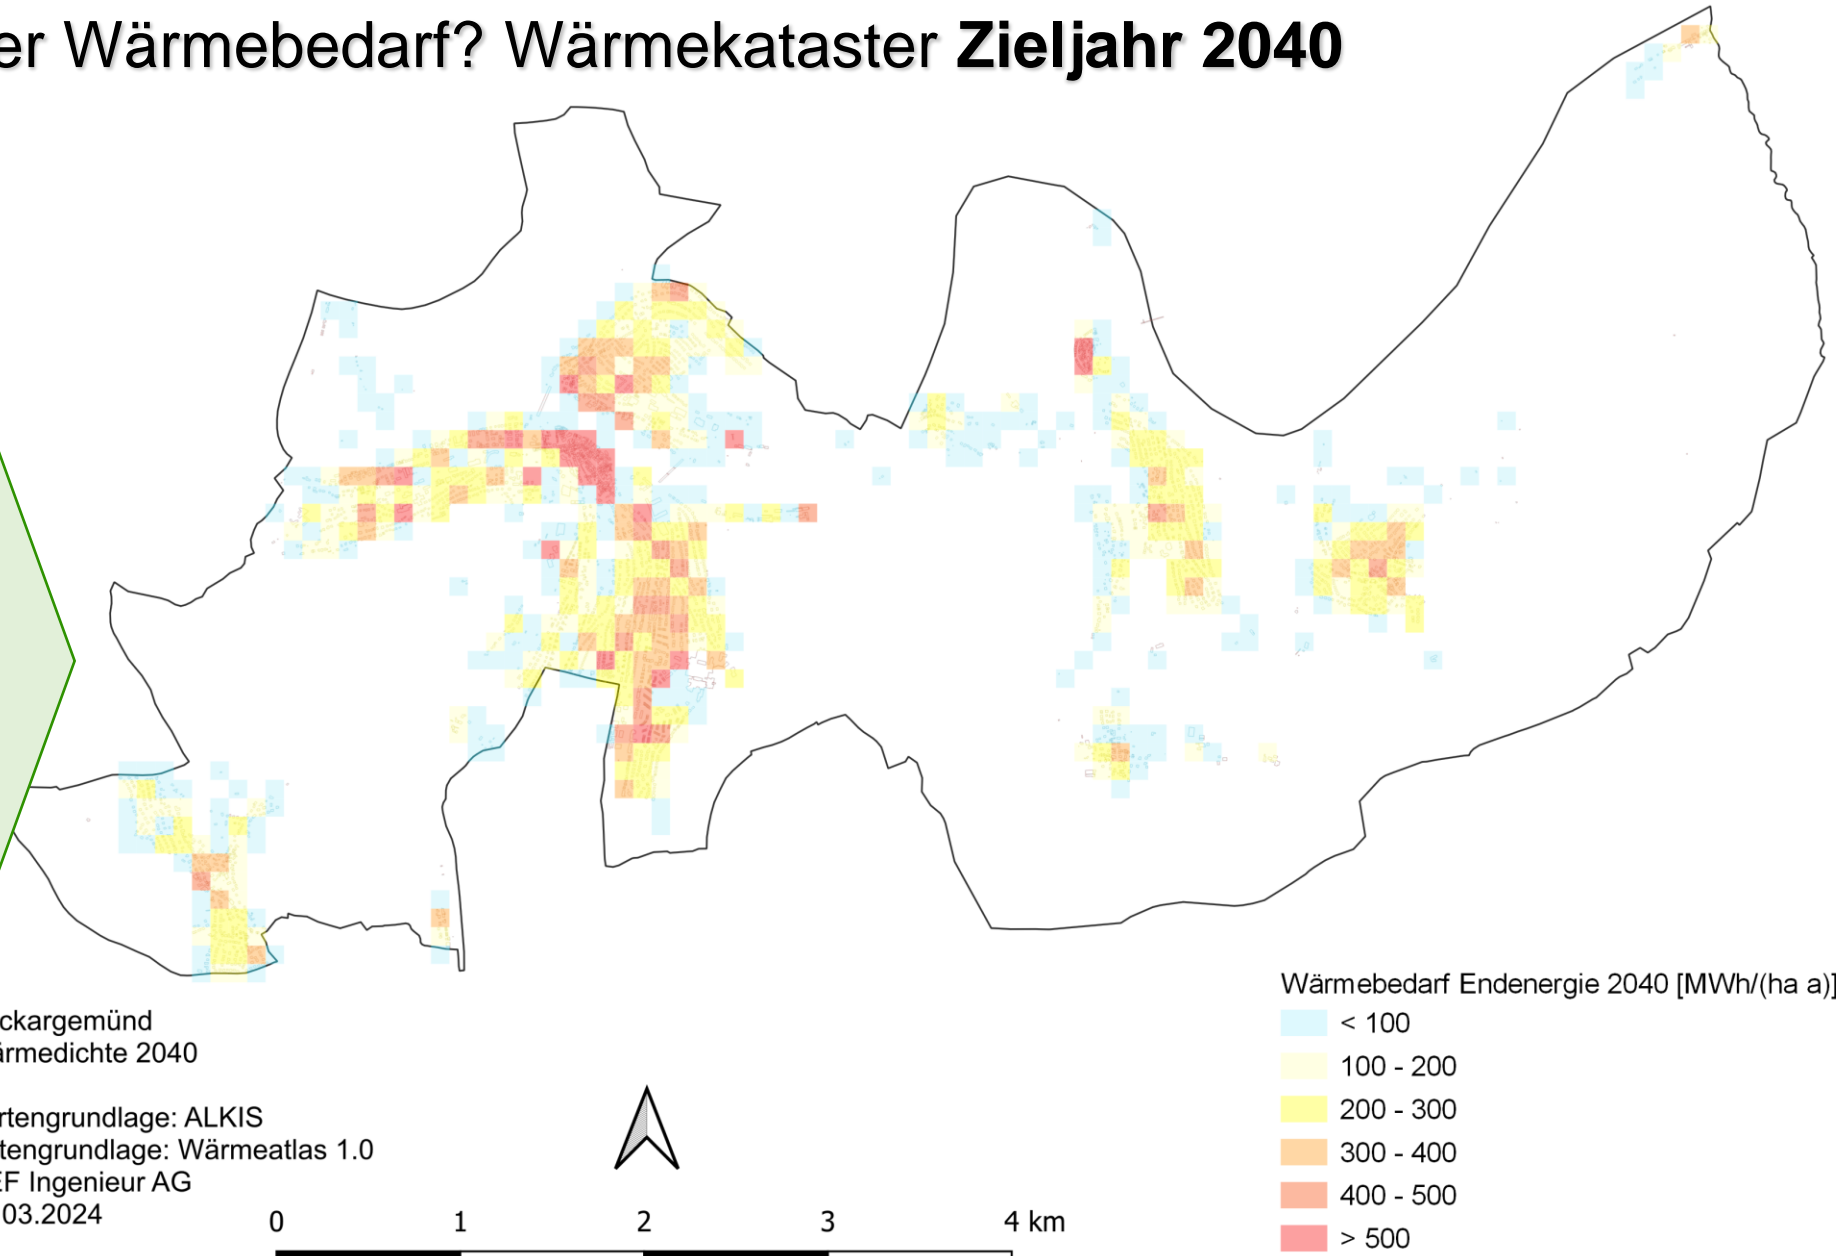 er Wärmebedarf? Wärmekataster Zieljahr 2040
ckargemünd
ärmedichte 2040
rtengrundlage: ALKIS
tengrundlage: Wärmeatlas 1.0
EF Ingenieur AG
.03.2024
0 1 2 3 4 km
Wärmebedarf Endenergie 2040 [MWh/(ha a)]
< 100
100 - 200
200 - 300
300 - 400
400 - 500
> 500